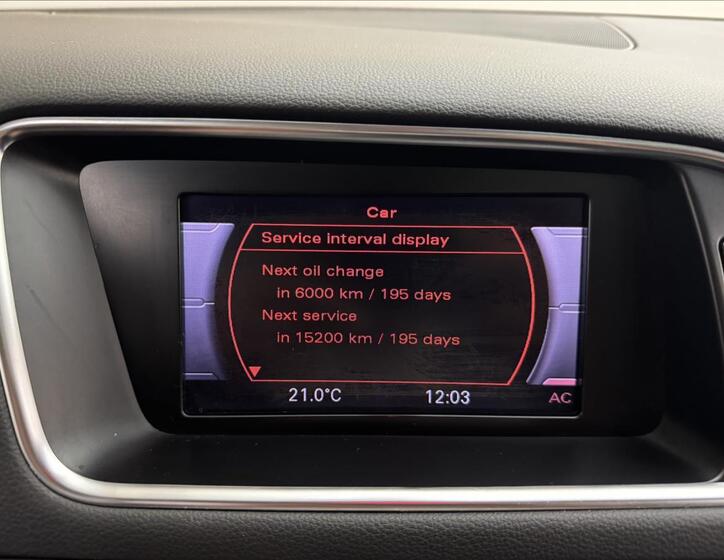 Car
Service interval display
Next oil change
in 6000 km / 195 days
Next service
in 15200 km / 195 days
21.0°C 12:03 AC